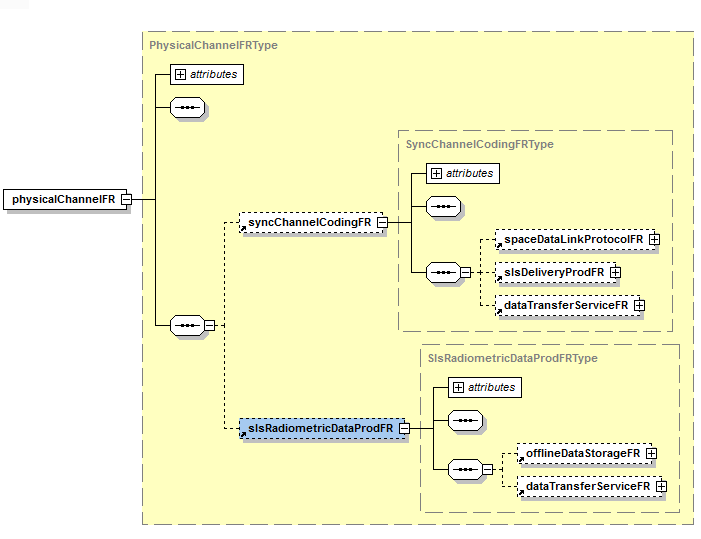 PhysicalChannelFRType
attributes
SyncChannelCodingFRType
attributes
physicalChannelFR
syncChannelCodingFR
spaceDataLinkProtocolFR
slsDeliveryProdFR
dataTransferServiceFR
SlsRadiometricDataProdFRType
attributes
slsRadiometricDataProdFR
offlineDataStorageFR
dataTransferServiceFR